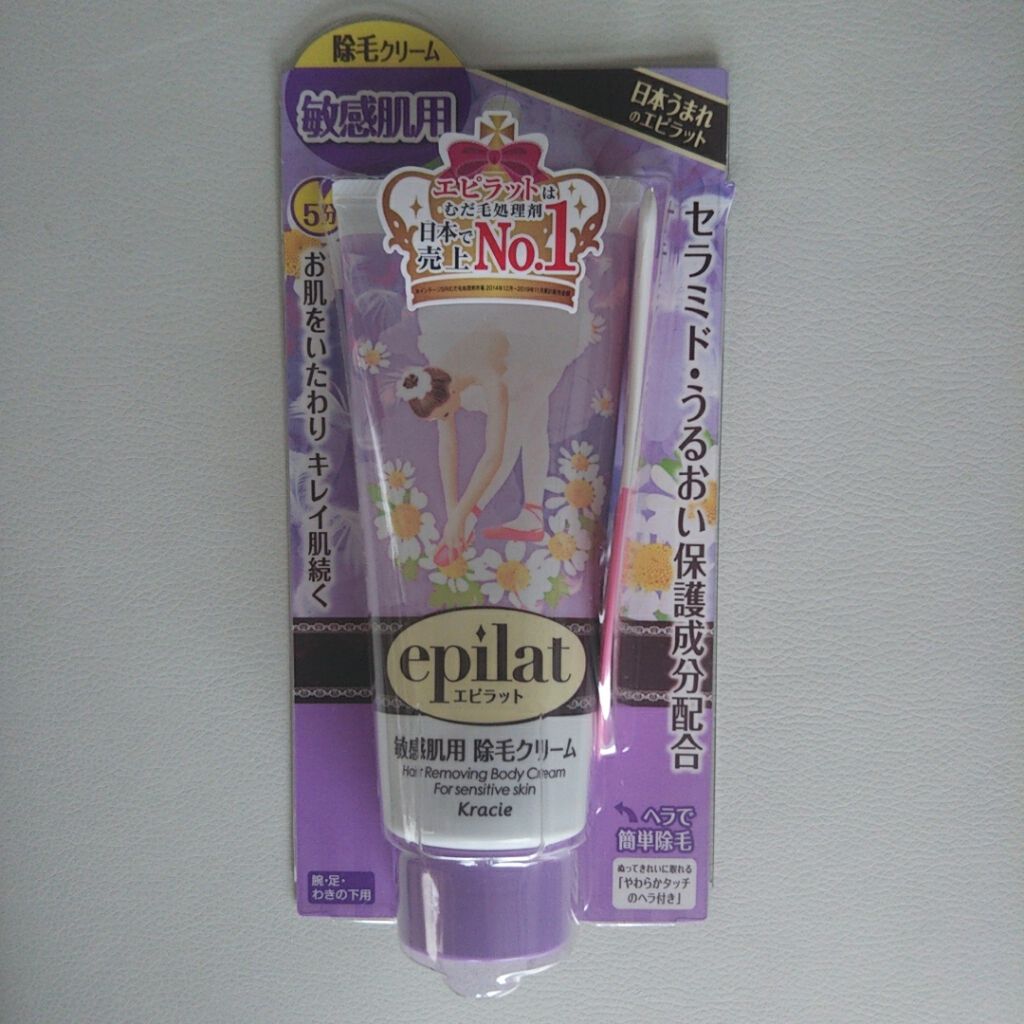 除毛クリーム
敏感肌用
日本うまれ
のエピラット
エピラットは
むだ毛処理剤
日本で
売上No.1
5分
お肌をいたわり キレイ肌続く
セラミド・うるおい保護成分配合
epilat
エピラット
敏感肌用 除毛クリーム
Hair Removing Body Cream
For sensitive skin
Kracie
ヘラで
簡単除毛
ぬってきれいに取れる
「やわらかタッチ
のヘラ付き」
腕・足・
わきの下用